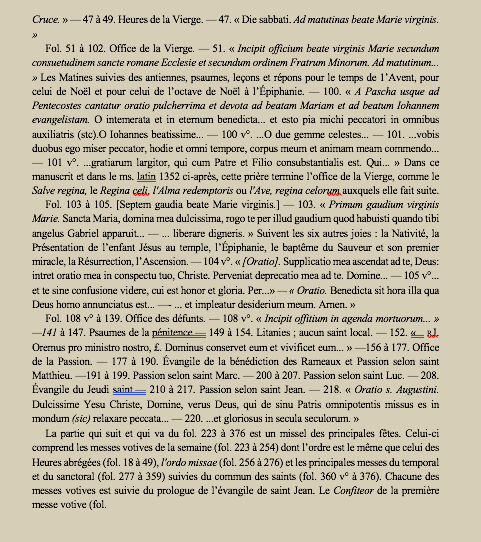 Cruce. » — 47 à 49. Heures de la Vierge. — 47. « Die sabbati. Ad matutinas beate Marie virginis.
»
Fol. 51 à 102. Office de la Vierge. — 51. « Incipit officium beate virginis Marie secundum
consuetudinem sancte romane Ecclesie et secundum ordinem Fratrum Minorum. Ad matutinum...
» Les Matines suivies des antiennes, psaumes, leçons et répons pour le temps de 1'Avent, pour
celui de Noël et pour celui de l'octave de Noël à l'Épiphanie. — 100. « A Pascha usque ad
Pentecostes cantatur oratio pulcherrima et devota ad beatam Mariam et ad beatum Iohannem
evangelistam. O intemerata et in eternum benedicta... et esto pia michi peccatori in omnibus
auxiliatris (stc).O Iohannes beatissime... — 100 v°. ...O due gemme celestes... — 101. ...vobis
duobus ego miser peccator, hodie et omni tempore, corpus meum et animam meam commendo...
— 101 v°. ...gratiarum largitor, qui cum Patre et Filio consubstantialis est. Qui... » Dans ce
manuscrit et dans le ms. latin 1352 ci-après, cette prière termine l'office de la Vierge, comme le
Salve regina, le Regina celi, l'Alma redemptoris ou l'Ave, regina celorum auxquels elle fait suite.
Fol. 103 à 105. [Septem gaudia beate Marie virginis.] — 103. « Primum gaudium virginis
Marie. Sancta Maria, domina mea dulcissima, rogo te per illud gaudium quod habuisti quando tibi
angelus Gabriel apparuit... — ... liberare digneris. » Suivent les six autres joies : la Nativité, la
Présentation de l'enfant Jésus au temple, l'Épiphanie, le baptême du Sauveur et son premier
miracle, la Résurrection, l'Ascension. — 104 v°. « [Oratio]. Supplicatio mea ascendat ad te, Deus:
intret oratio mea in conspectu tuo, Christe. Perveniat deprecatio mea ad te. Domine... — 105 v°...
et te sine confusione videre, cui est honor et gloria. Per...» — « Oratio. Benedicta sit hora illa qua
Deus homo annunciatus est... —- ... et impleatur desiderium meum. Amen. »
Fol. 108 v° à 139. Office des défunts. — 108 v°. « Incipit offitium in agenda mortuorum... »
—141 à 147. Psaumes de la pénitence — 149 à 154. Litanies ; aucun saint local. — 152. « RJ.
Oremus pro ministro nostro, £. Dominus conservet eum et vivificet eum... » —156 à 177. Office
de la Passion. — 177 à 190. Évangile de la bénédiction des Rameaux et Passion selon saint
Matthieu. —191 à 199. Passion selon saint Marc. — 200 à 207. Passion selon saint Luc. — 208.
Évangile du Jeudi saint — 210 à 217. Passion selon saint Jean. — 218. « Oratio s. Augustini.
Dulcissime Yesu Christe, Domine, verus Deus, qui de sinu Patris omnipotentis missus es in
mondum (sic) relaxare peccata... — 220. ...et gloriosus in secula seculorum. »
La partie qui suit et qui va du fol. 223 à 376 est un missel des principales fêtes. Celui-ci
comprend les messes votives de la semaine (fol. 223 à 254) dont l'ordre est le même que celui des
Heures abrégées (fol. 18 à 49), l'ordo missae (fol. 256 à 276) et les principales messes du temporal
et du sanctoral (fol. 277 à 359) suivies du commun des saints (fol. 360 v° à 376). Chacune des
messes votives est suivie du prologue de l'évangile de saint Jean. Le Confiteor de la première
messe votive (fol.